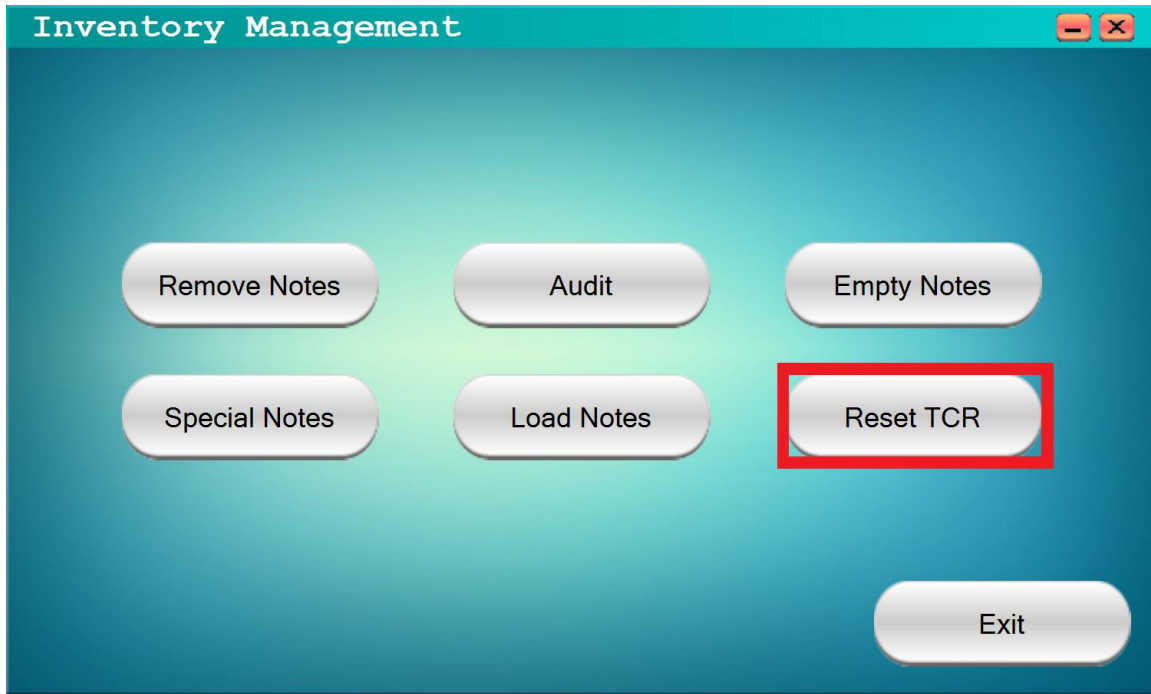 Inventory Management
Remove Notes
Audit
Empty Notes
Special Notes
Load Notes
Reset TCR
Exit